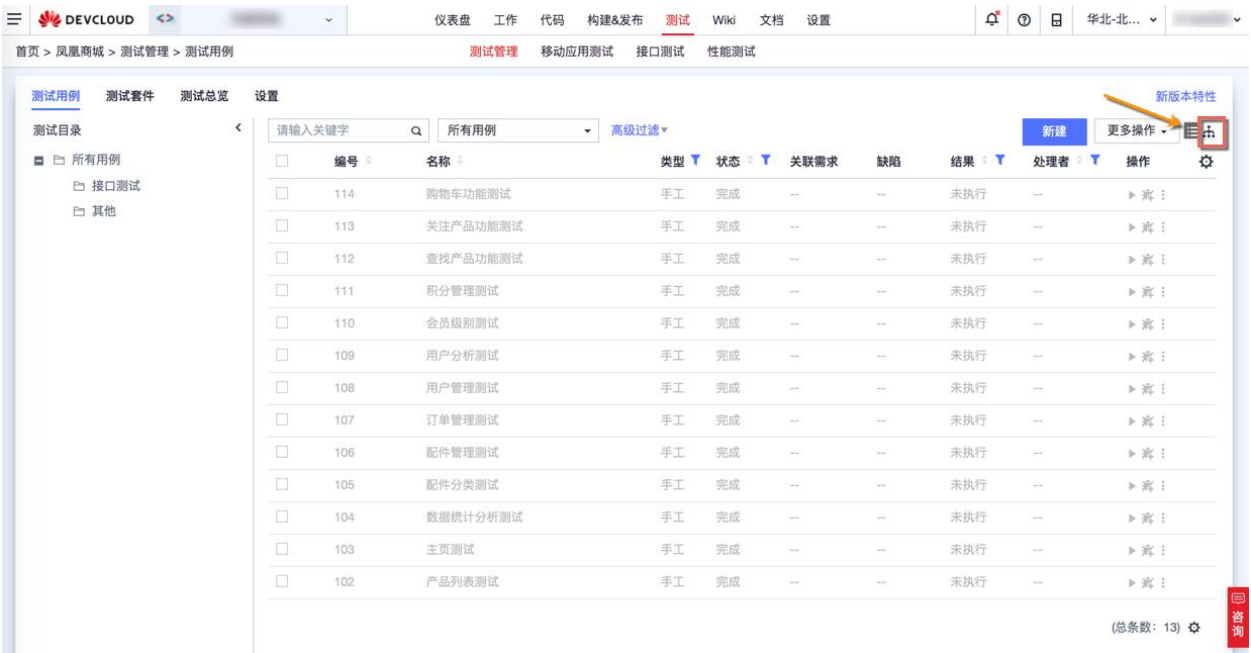 DEVCLOUD 仪表盘 工作 代码 构建&发布 测试 Wiki 文档 设置 华北-北...
首页 > 凤凰商城 > 测试管理 > 测试用例 测试管理 移动应用测试 接口测试 性能测试
测试用例 测试套件 测试总览 设置 新版本特性
测试目录 请输入关键字 所有用例 高级过滤 新建 更多操作
所有用例 编号 名称 类型 状态 关联需求 缺陷 结果 处理者 操作
接口测试 114 购物车功能测试 手工 完成 -- -- 未执行 --
其他 113 关注产品功能测试 手工 完成 -- -- 未执行 --
112 查找产品功能测试 手工 完成 -- -- 未执行 --
111 积分管理测试 手工 完成 -- -- 未执行 --
110 会员级别测试 手工 完成 -- -- 未执行 --
109 用户分析测试 手工 完成 -- -- 未执行 --
108 用户管理测试 手工 完成 -- -- 未执行 --
107 订单管理测试 手工 完成 -- -- 未执行 --
106 配件管理测试 手工 完成 -- -- 未执行 --
105 配件分类测试 手工 完成 -- -- 未执行 --
104 数据统计分析测试 手工 完成 -- -- 未执行 --
103 主页测试 手工 完成 -- -- 未执行 --
102 产品列表测试 手工 完成 -- -- 未执行 --
(总条数：13)
咨询